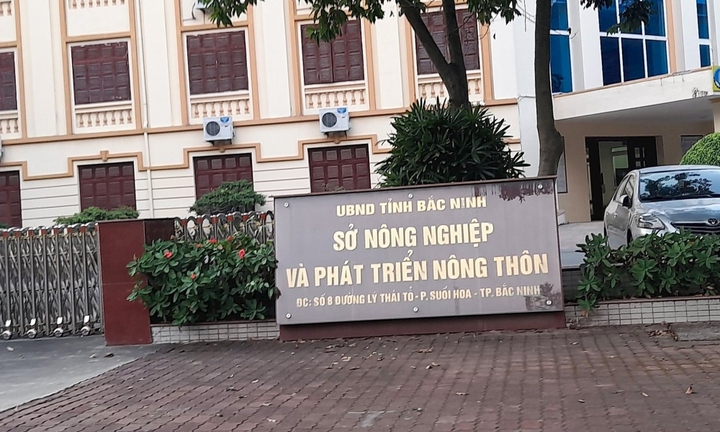 UBND TỈNH BẮC NINH
SỞ NÔNG NGHIỆP
VÀ PHÁT TRIỂN NÔNG THÔN
ĐC: SỐ 8 ĐƯỜNG LÝ THÁI TỔ - P. SUỐI HOA - TP. BẮC NINH